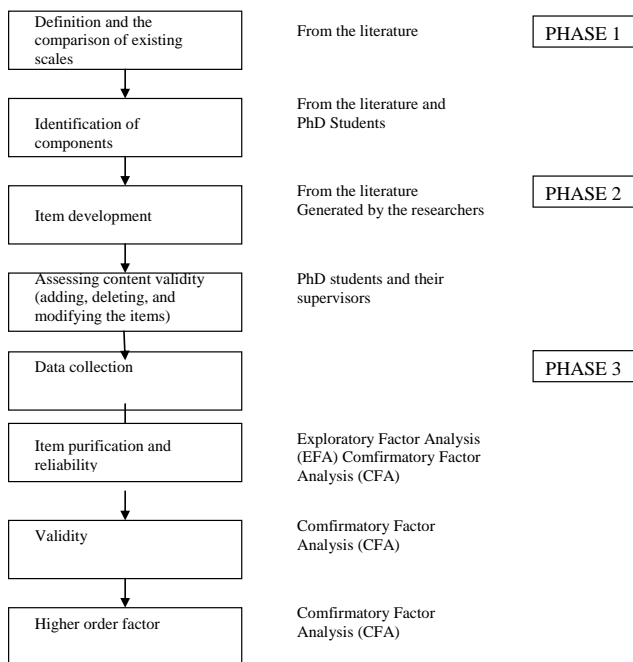 Definition and the
comparison of existing
scales
From the literature
PHASE 1
Identification of
components
From the literature and
PhD Students
Item development
From the literature
Generated by the researchers
PHASE 2
Assessing content validity
(adding, deleting, and
modifying the items)
PhD students and their
supervisors
Data collection
PHASE 3
Item purification and
reliability
Exploratory Factor Analysis
(EFA) Comfirmatory Factor
Analysis (CFA)
Validity
Comfirmatory Factor
Analysis (CFA)
Higher order factor
Comfirmatory Factor
Analysis (CFA)